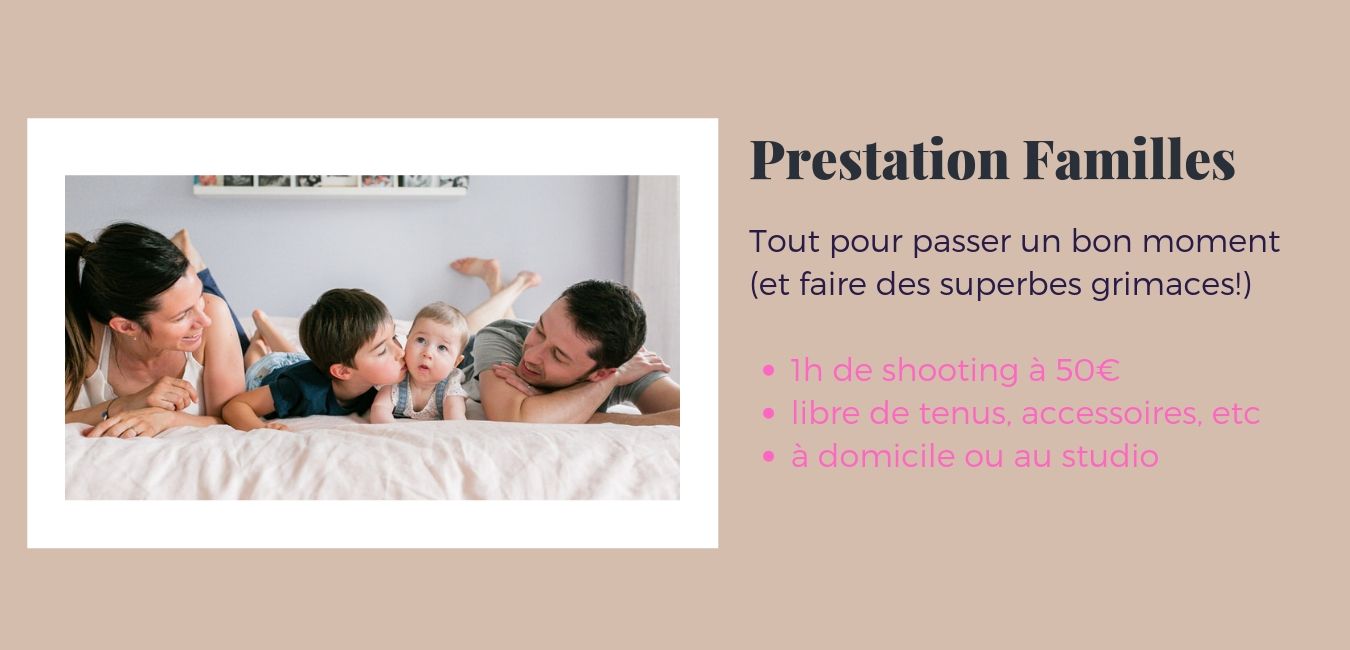 Prestation Familles
Tout pour passer un bon moment
(et faire des superbes grimaces!)
• 1h de shooting à 50€
• libre de tenus, accessoires, etc
• à domicile ou au studio